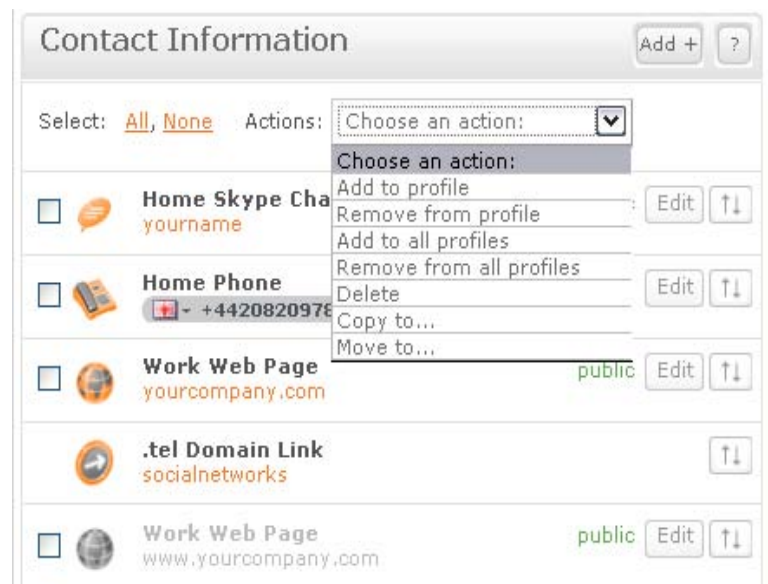 Contact Information
Add +
?
Select: All, None Actions: Choose an action:
Choose an action:
Add to profile
Remove from profile
Add to all profiles
Remove from all profiles
Delete
Copy to...
Move to...
Home Skype Cha
yourname
Edit
Home Phone
+4420820978
Edit
Work Web Page
yourcompany.com
public Edit
.tel Domain Link
socialnetworks
Work Web Page
www.yourcompany.com
public Edit